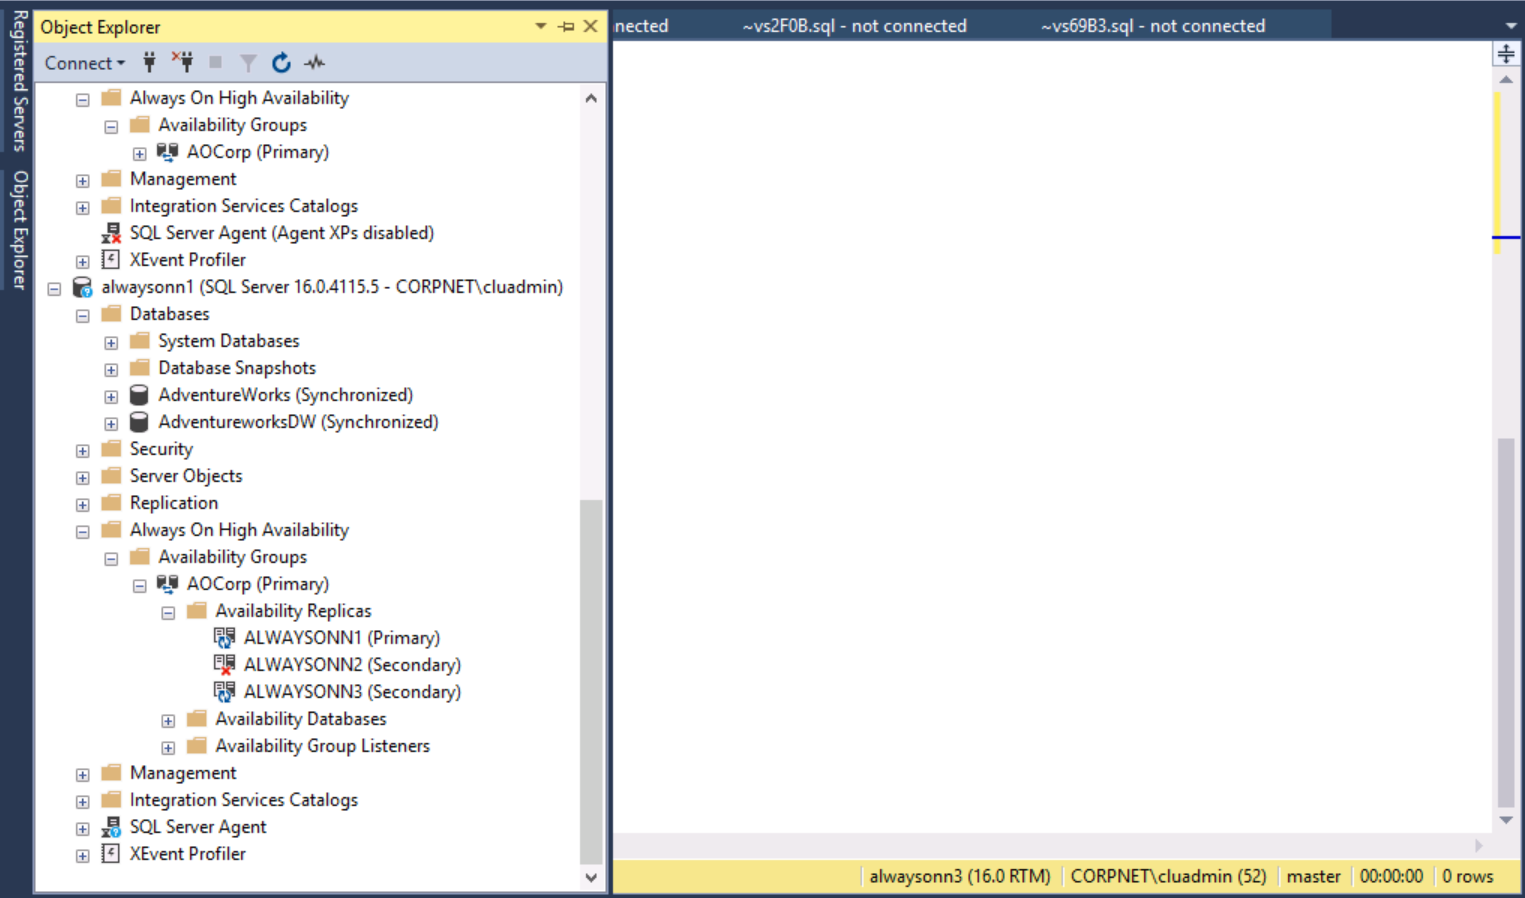 Registered Servers
Object Explorer
Object Explorer
Connect
Always On High Availability
Availability Groups
AOCorp (Primary)
Management
Integration Services Catalogs
SQL Server Agent (Agent XPs disabled)
XEvent Profiler
alwaysonn1 (SQL Server 16.0.4115.5 - CORPNET\cluadmin)
Databases
System Databases
Database Snapshots
AdventureWorks (Synchronized)
AdventureworksDW (Synchronized)
Security
Server Objects
Replication
Always On High Availability
Availability Groups
AOCorp (Primary)
Availability Replicas
ALWAYSONN1 (Primary)
ALWAYSONN2 (Secondary)
ALWAYSONN3 (Secondary)
Availability Databases
Availability Group Listeners
Management
Integration Services Catalogs
SQL Server Agent
XEvent Profiler
nected ~vs2F0B.sql - not connected ~vs69B3.sql - not connected
alwaysonn3 (16.0 RTM) CORPNET\cluadmin (52) master 00:00:00 0 rows